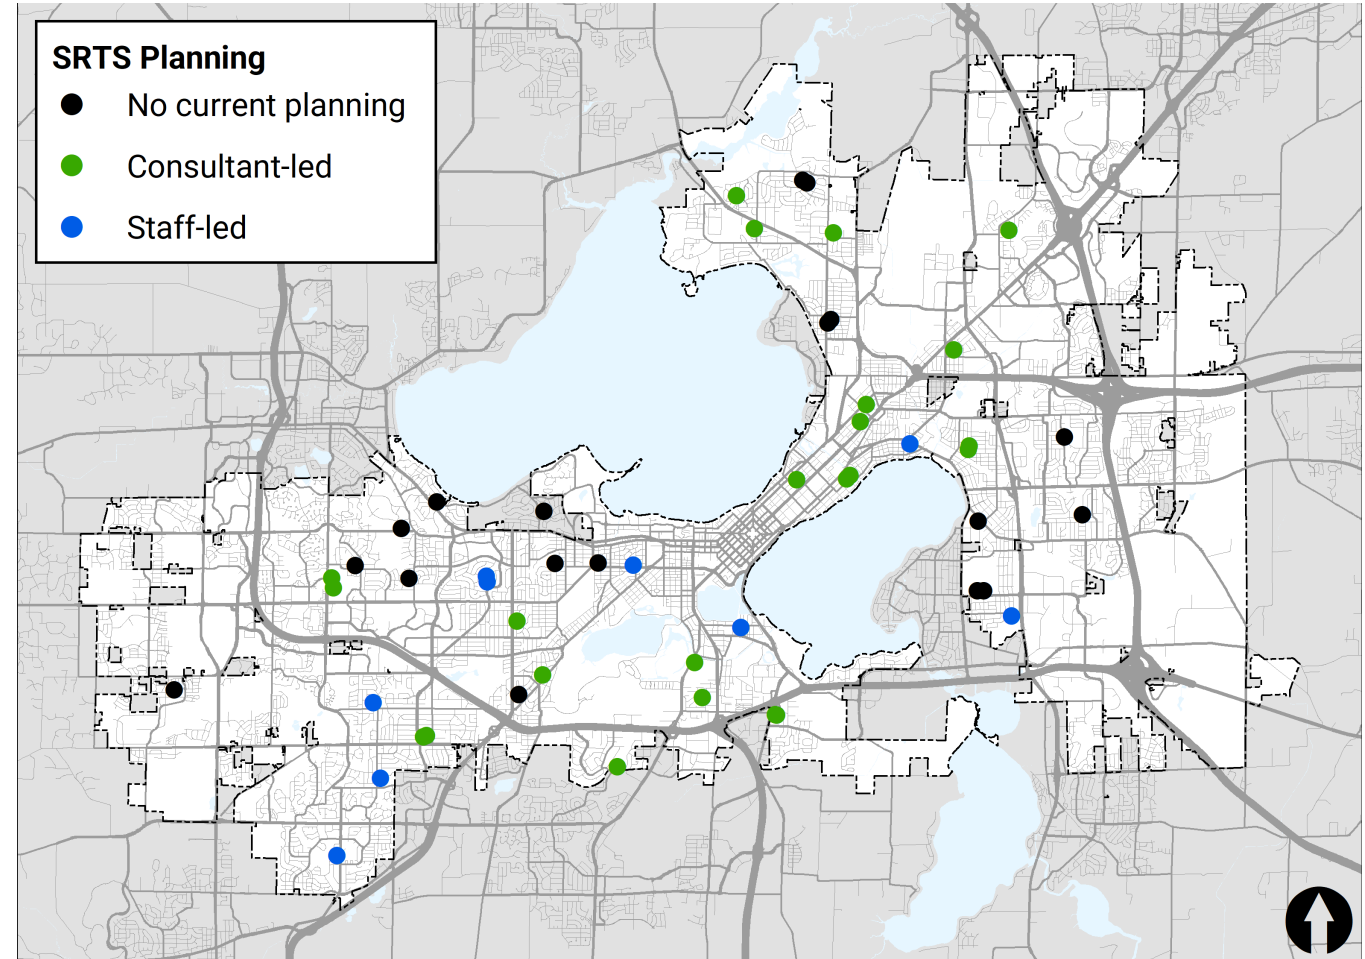 SRTS Planning
No current planning
Consultant-led
Staff-led